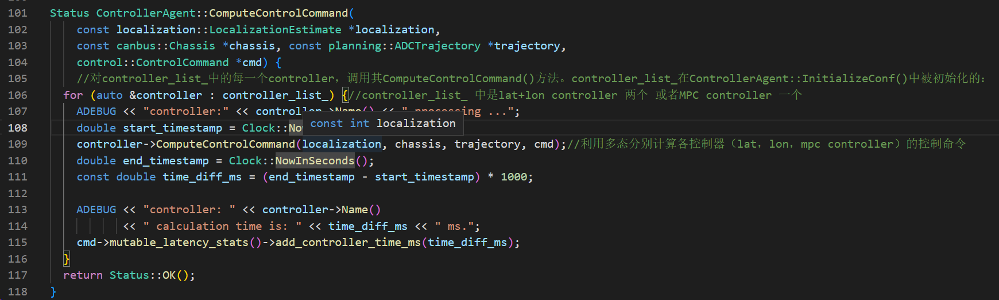 101 Status ControllerAgent::ComputeControlCommand(
102 const localization::LocalizationEstimate *localization,
103 const canbus::Chassis *chassis, const planning::ADCTrajectory *trajectory,
104 control::ControlCommand *cmd) {
105 //对controller_list_中的每一个controller，调用其ComputeControlCommand()方法。controller_list_在ControllerAgent::InitializeConf()中被初始化的：
106 for (auto &controller : controller_list_) {//controller_list_ 中是lat+lon controller 两个 或者MPC controller 一个
107 ADEBUG << "controller:" << controller->Name() << " processing ...";
108 double start_timestamp = Clock::No
const int localization
109 controller->ComputeControlCommand(localization, chassis, trajectory, cmd);//利用多态分别计算各控制器（lat，lon，mpc controller）的控制命令
110 double end_timestamp = Clock::NowInSeconds();
111 const double time_diff_ms = (end_timestamp - start_timestamp) * 1000;
112
113 ADEBUG << "controller: " << controller->Name()
114 << " calculation time is: " << time_diff_ms << " ms.";
115 cmd->mutable_latency_stats()->add_controller_time_ms(time_diff_ms);
116 }
117 return Status::OK();
118 }